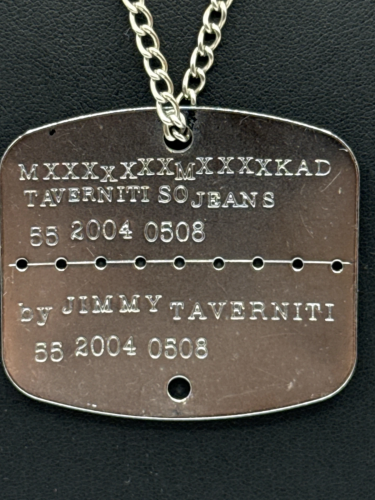 MXXXXXXXMXXXXKAD
TAVERNITI SO JEANS
55 2004 0508
by JIMMY TAVERNITI
55 2004 0508